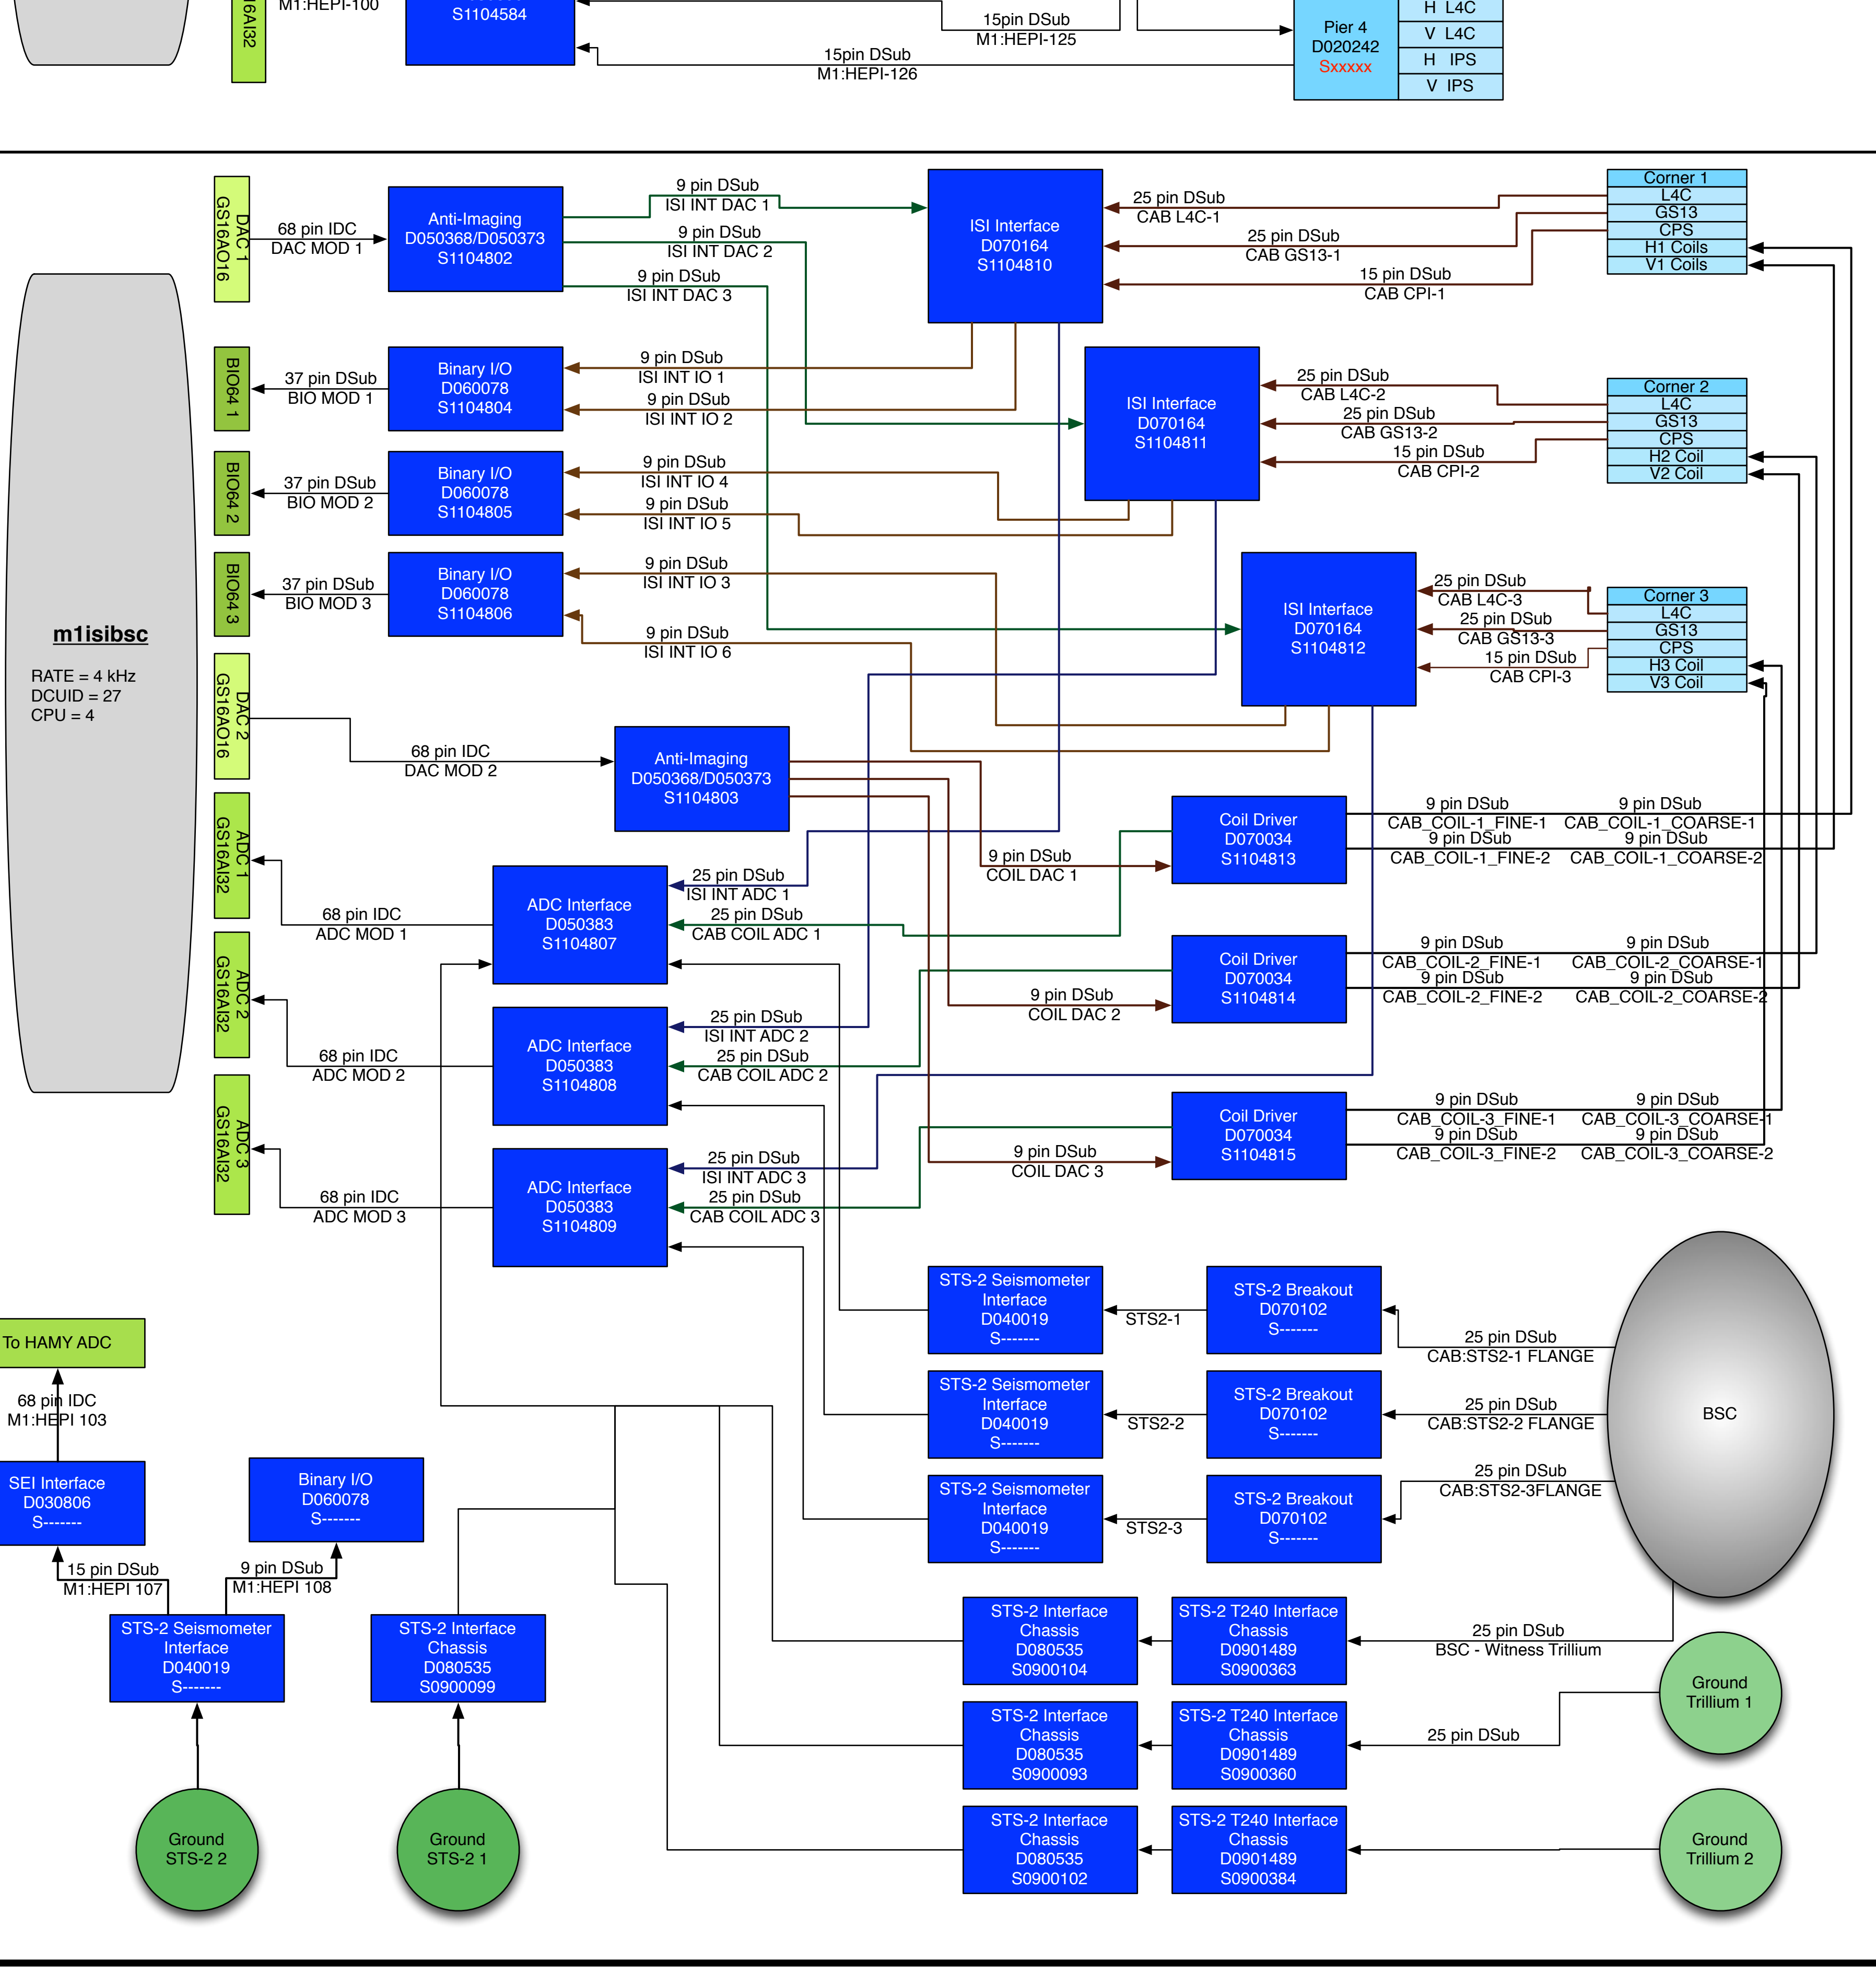 M1:HEPI-100
16AI32
S1104584
15pin DSub
M1:HEPI-125
15pin DSub
M1:HEPI-126
Pier 4
D020242
Sxxxxx
H L4C
V L4C
H IPS
V IPS
DAC 1
GS16AO16
68 pin IDC
DAC MOD 1
Anti-Imaging
D050368/D050373
S1104802
9 pin DSub
ISI INT DAC 1
9 pin DSub
ISI INT DAC 2
9 pin DSub
ISI INT DAC 3
ISI Interface
D070164
S1104810
25 pin DSub
CAB L4C-1
25 pin DSub
CAB GS13-1
15 pin DSub
CAB CPI-1
Corner 1
L4C
GS13
CPS
H1 Coils
V1 Coils
BIO64 1
37 pin DSub
BIO MOD 1
Binary I/O
D060078
S1104804
9 pin DSub
ISI INT IO 1
9 pin DSub
ISI INT IO 2
ISI Interface
D070164
S1104811
25 pin DSub
CAB L4C-2
25 pin DSub
CAB GS13-2
15 pin DSub
CAB CPI-2
Corner 2
L4C
GS13
CPS
H2 Coil
V2 Coil
BIO64 2
37 pin DSub
BIO MOD 2
Binary I/O
D060078
S1104805
9 pin DSub
ISI INT IO 4
9 pin DSub
ISI INT IO 5
BIO64 3
37 pin DSub
BIO MOD 3
Binary I/O
D060078
S1104806
9 pin DSub
ISI INT IO 3
9 pin DSub
ISI INT IO 6
ISI Interface
D070164
S1104812
25 pin DSub
CAB L4C-3
25 pin DSub
CAB GS13-3
15 pin DSub
CAB CPI-3
Corner 3
L4C
GS13
CPS
H3 Coil
V3 Coil
m1isibsc
RATE = 4 kHz
DCUID = 27
CPU = 4
DAC 2
GS16AO16
68 pin IDC
DAC MOD 2
Anti-Imaging
D050368/D050373
S1104803
Coil Driver
D070034
S1104813
9 pin DSub
CAB_COIL-1_FINE-1
9 pin DSub
CAB_COIL-1_COARSE-1
9 pin DSub
CAB_COIL-1_FINE-2
9 pin DSub
CAB_COIL-1_COARSE-2
9 pin DSub
COIL DAC 1
ADC 1
GS16AI32
68 pin IDC
ADC MOD 1
ADC Interface
D050383
S1104807
25 pin DSub
ISI INT ADC 1
25 pin DSub
CAB COIL ADC 1
Coil Driver
D070034
S1104814
9 pin DSub
CAB_COIL-2_FINE-1
9 pin DSub
CAB_COIL-2_COARSE-1
9 pin DSub
CAB_COIL-2_FINE-2
9 pin DSub
CAB_COIL-2_COARSE-2
9 pin DSub
COIL DAC 2
ADC 2
GS16AI32
68 pin IDC
ADC MOD 2
ADC Interface
D050383
S1104808
25 pin DSub
ISI INT ADC 2
25 pin DSub
CAB COIL ADC 2
Coil Driver
D070034
S1104815
9 pin DSub
CAB_COIL-3_FINE-1
9 pin DSub
CAB_COIL-3_COARSE-1
9 pin DSub
CAB_COIL-3_FINE-2
9 pin DSub
CAB_COIL-3_COARSE-2
9 pin DSub
COIL DAC 3
ADC 3
GS16AI32
68 pin IDC
ADC MOD 3
ADC Interface
D050383
S1104809
25 pin DSub
ISI INT ADC 3
25 pin DSub
CAB COIL ADC 3
STS-2 Seismometer
Interface
D040019
S-------
STS2-1
STS-2 Breakout
D070102
S-------
25 pin DSub
CAB:STS2-1 FLANGE
STS-2 Seismometer
Interface
D040019
S-------
STS2-2
STS-2 Breakout
D070102
S-------
25 pin DSub
CAB:STS2-2 FLANGE
BSC
STS-2 Seismometer
Interface
D040019
S-------
STS2-3
STS-2 Breakout
D070102
S-------
25 pin DSub
CAB:STS2-3FLANGE
To HAMY ADC
68 pin IDC
M1:HEPI 103
SEI Interface
D030806
S-------
Binary I/O
D060078
S-------
15 pin DSub
M1:HEPI 107
9 pin DSub
M1:HEPI 108
STS-2 Seismometer
Interface
D040019
S-------
STS-2 Interface
Chassis
D080535
S0900099
STS-2 Interface
Chassis
D080535
S0900104
STS-2 T240 Interface
Chassis
D0901489
S0900363
25 pin DSub
BSC - Witness Trillium
STS-2 Interface
Chassis
D080535
S0900093
STS-2 T240 Interface
Chassis
D0901489
S0900360
25 pin DSub
Ground
Trillium 1
STS-2 Interface
Chassis
D080535
S0900102
STS-2 T240 Interface
Chassis
D0901489
S0900384
Ground
Trillium 2
Ground
STS-2 2
Ground
STS-2 1